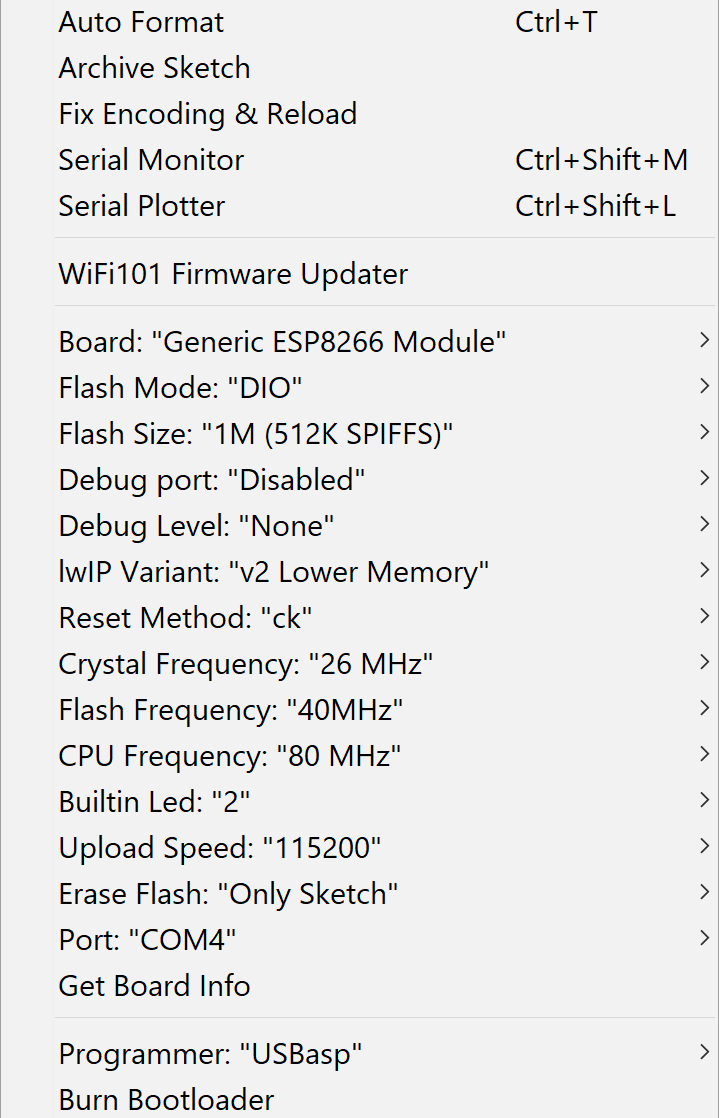 Auto Format Ctrl+T
Archive Sketch
Fix Encoding & Reload
Serial Monitor Ctrl+Shift+M
Serial Plotter Ctrl+Shift+L
WiFi101 Firmware Updater
Board: "Generic ESP8266 Module"
Flash Mode: "DIO"
Flash Size: "1M (512K SPIFFS)"
Debug port: "Disabled"
Debug Level: "None"
lwIP Variant: "v2 Lower Memory"
Reset Method: "ck"
Crystal Frequency: "26 MHz"
Flash Frequency: "40MHz"
CPU Frequency: "80 MHz"
Builtin Led: "2"
Upload Speed: "115200"
Erase Flash: "Only Sketch"
Port: "COM4"
Get Board Info
Programmer: "USBasp"
Burn Bootloader